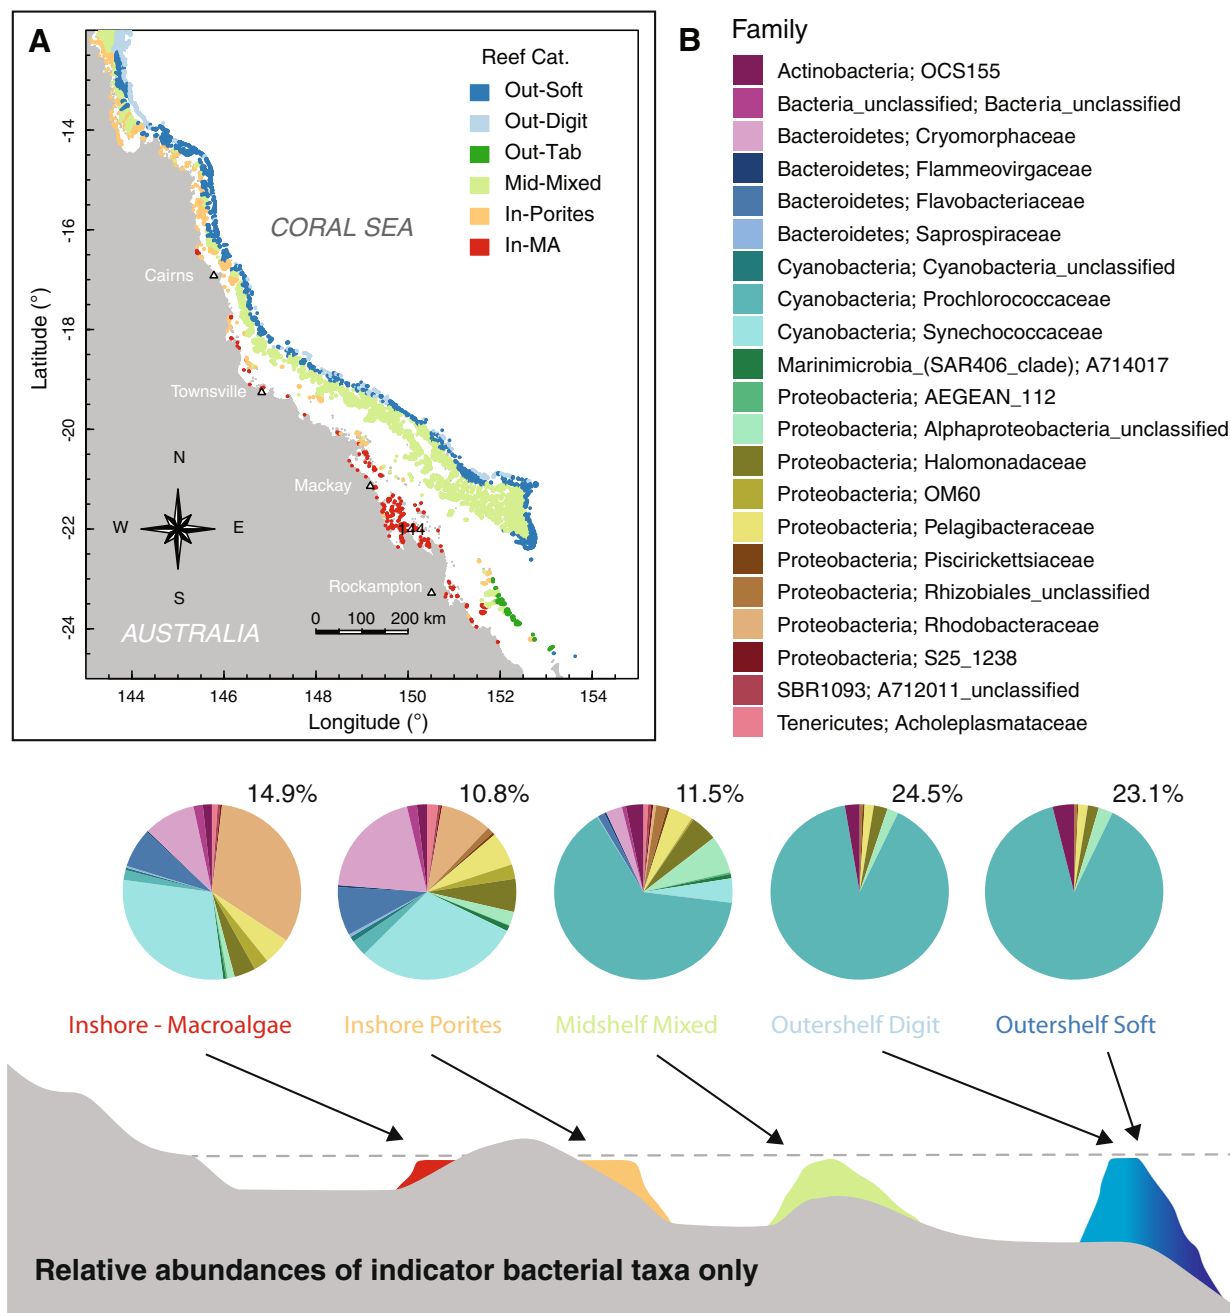 A
Reef Cat.
Out-Soft
Out-Digit
Out-Tab
Mid-Mixed
In-Porites
In-MA
CORAL SEA
Cairns
Townsville
Mackay
144
Rockampton
N
W
E
S
0 100 200 km
AUSTRALIA
-14
-16
-18
-20
-22
-24
Latitude (°)
144 146 148 150 152 154
Longitude (°)
B
Family
Actinobacteria; OCS155
Bacteria_unclassified; Bacteria_unclassified
Bacteroidetes; Cryomorphaceae
Bacteroidetes; Flammeovirgaceae
Bacteroidetes; Flavobacteriaceae
Bacteroidetes; Saprospiraceae
Cyanobacteria; Cyanobacteria_unclassified
Cyanobacteria; Prochlorococcaceae
Cyanobacteria; Synechococcaceae
Marinimicrobia_(SAR406_clade); A714017
Proteobacteria; AEGEAN_112
Proteobacteria; Alphaproteobacteria_unclassified
Proteobacteria; Halomonadaceae
Proteobacteria; OM60
Proteobacteria; Pelagibacteraceae
Proteobacteria; Piscirickettsiaceae
Proteobacteria; Rhizobiales_unclassified
Proteobacteria; Rhodobacteraceae
Proteobacteria; S25_1238
SBR1093; A712011_unclassified
Tenericutes; Acholeplasmataceae
14.9% 10.8% 11.5% 24.5% 23.1%
Inshore - Macroalgae Inshore Porites Midshelf Mixed Outershelf Digit Outershelf Soft
Relative abundances of indicator bacterial taxa only